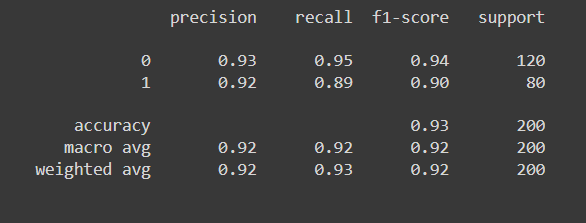 precision recall f1-score support
0 0.93 0.95 0.94 120
1 0.92 0.89 0.90 80
accuracy 0.93 200
macro avg 0.92 0.92 0.92 200
weighted avg 0.92 0.93 0.92 200